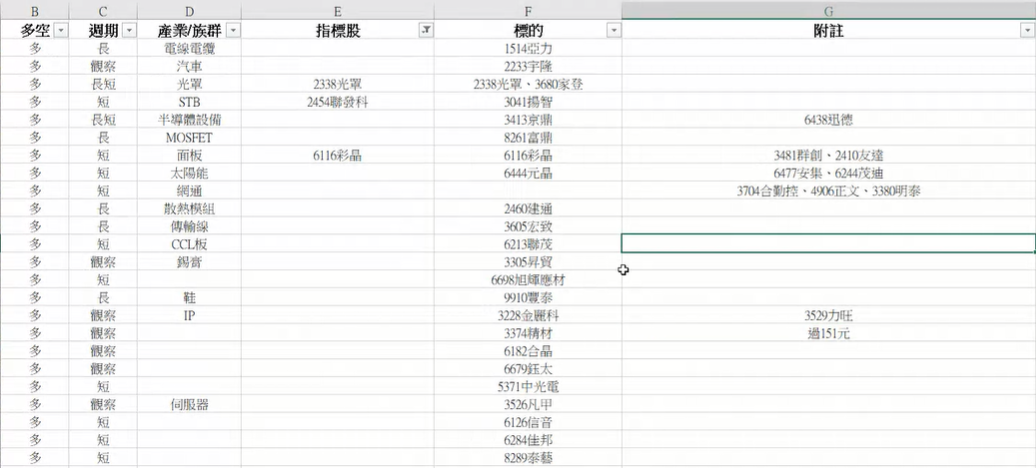 B C D E F G
多空 週期 產業/族群 指標股 標的 附註
多 長 電線電纜 1514亞力
多 觀察 汽車 2233宇隆
多 長短 光罩 2338光罩 2338光罩、3680家登
多 短 STB 2454聯發科 3041揚智
多 長短 半導體設備 3413京鼎 6438迅德
多 長 MOSFET 8261富鼎
多 短 面板 6116彩晶 6116彩晶 3481群創、2410友達
多 短 太陽能 6444元晶 6477安集、6244茂迪
多 短 網通 3704合勤控、4906正文、3380明泰
多 長 散熱模組 2460建通
多 長 傳輸線 3605宏致
多 短 CCL板 6213聯茂
多 觀察 錫膏 3305昇貿
多 短 6698旭暉應材
多 長 鞋 9910豐泰
多 觀察 IP 3228金麗科 3529力旺
多 觀察 3374精材 過151元
多 觀察 6182合晶
多 觀察 6679鈺太
多 短 5371中光電
多 觀察 伺服器 3526凡甲
多 短 6126信音
多 短 6284佳邦
多 短 8289泰藝